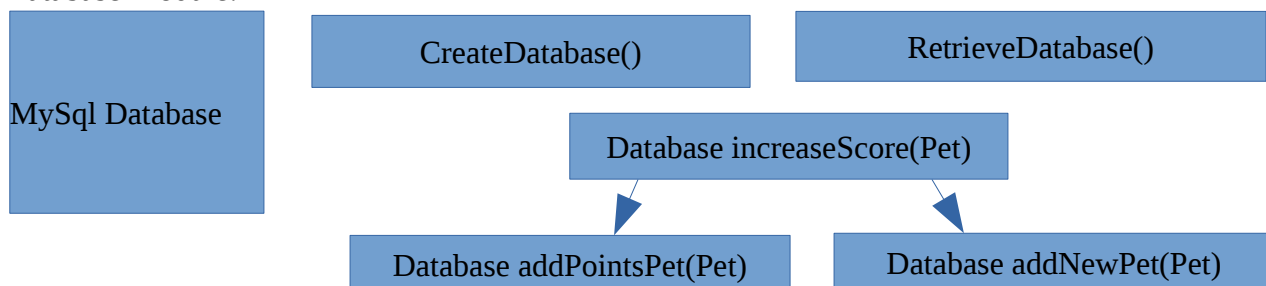 CreateDatabase()
RetrieveDatabase()
MySql Database
Database increaseScore(Pet)
Database addPointsPet(Pet)
Database addNewPet(Pet)